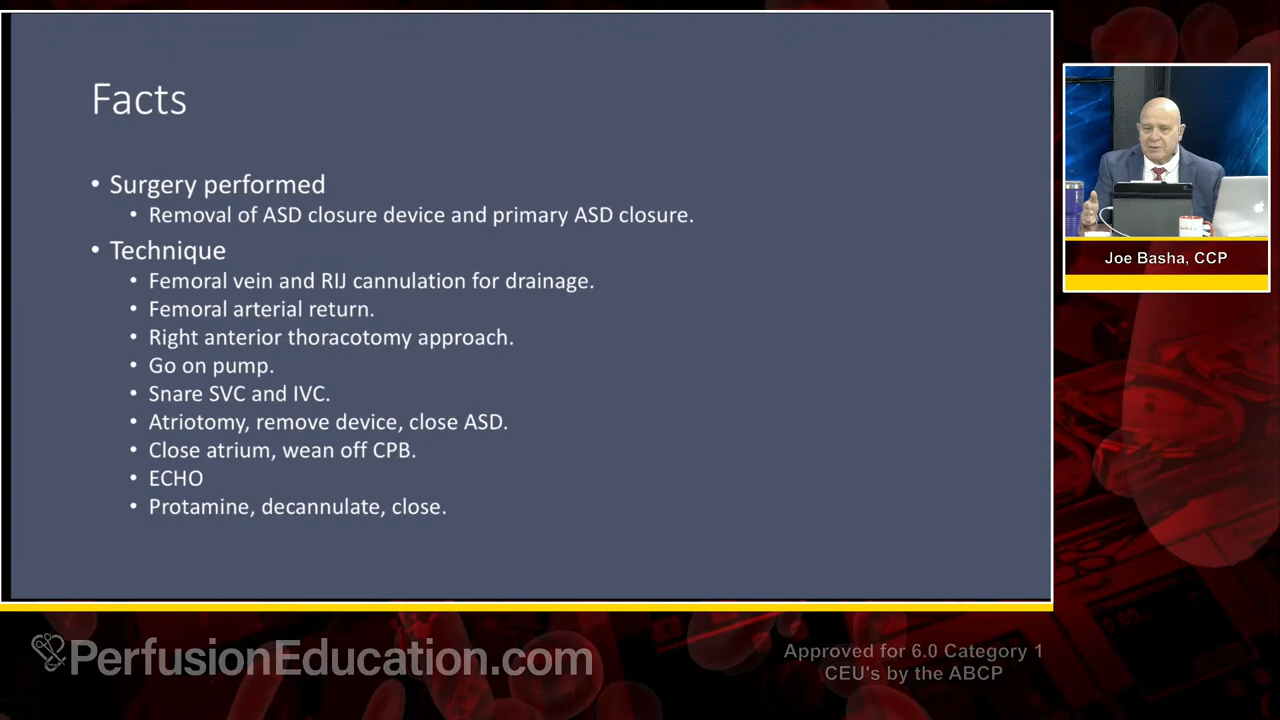 Facts
• Surgery performed
• Removal of ASD closure device and primary ASD closure.
• Technique
• Femoral vein and RIJ cannulation for drainage.
• Femoral arterial return.
• Right anterior thoracotomy approach.
• Go on pump.
• Snare SVC and IVC.
• Atriotomy, remove device, close ASD.
• Close atrium, wean off CPB.
• ECHO
• Protamine, decannulate, close.
Joe Basha, CCP
PerfusionEducation.com
Approved for 6.0 Category 1
CEU's by the ABCP